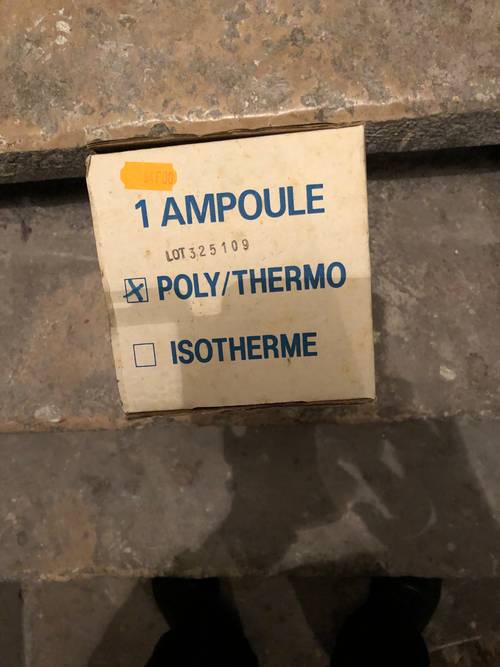 1 AMPOULE
LOT 325109
POLY/THERMO
ISOTHERME